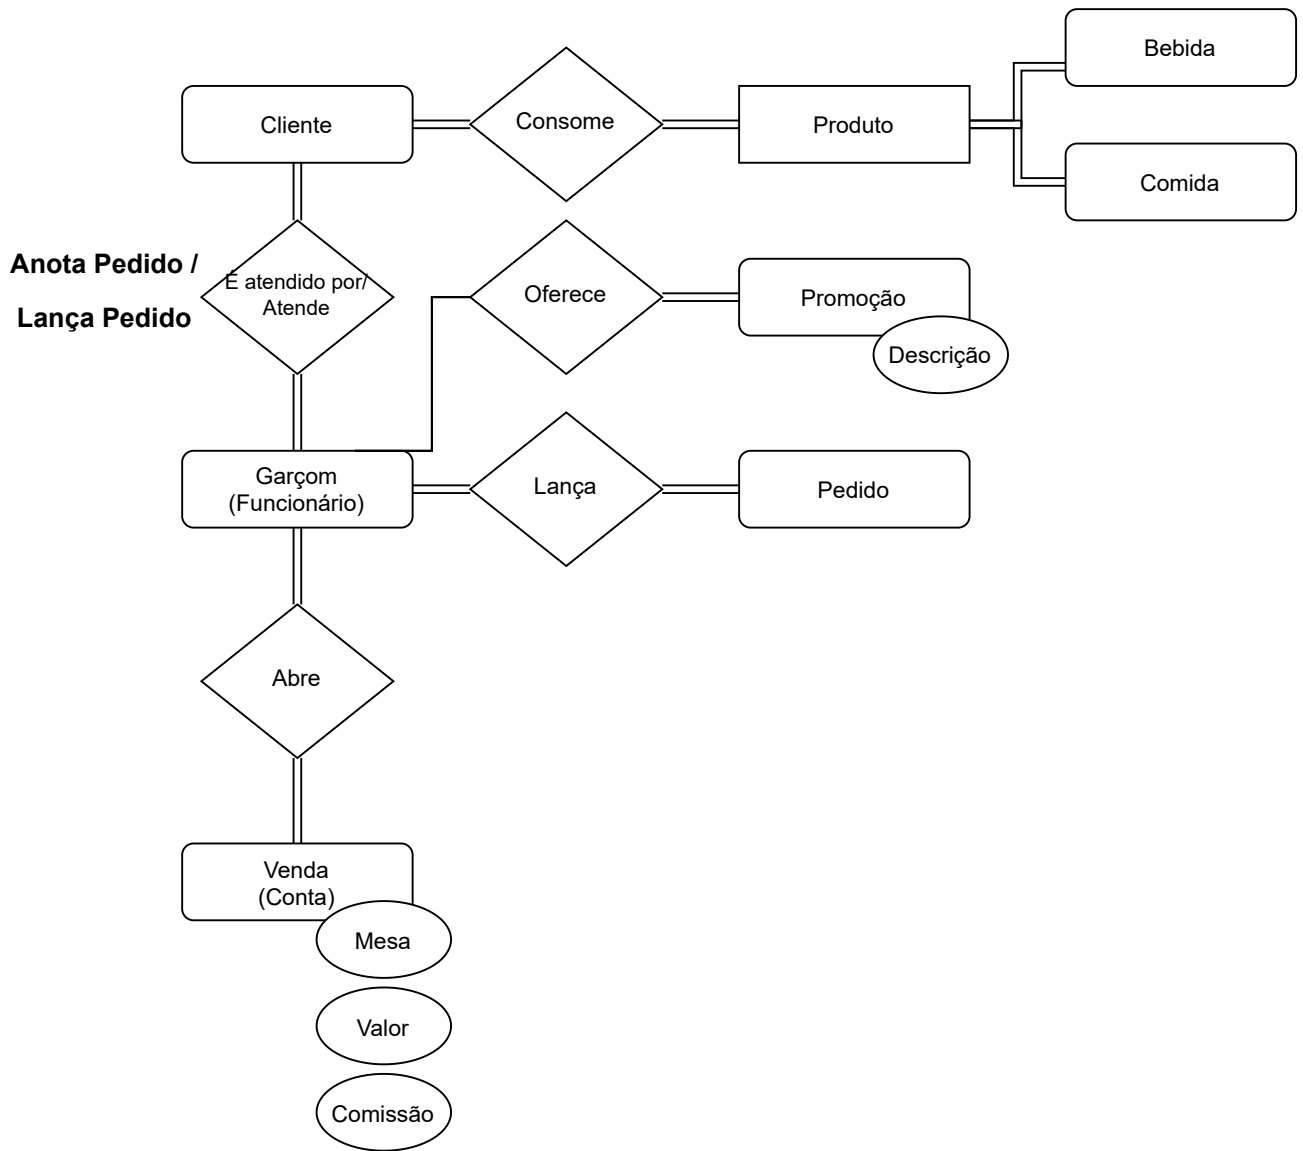 Bebida
Cliente
Consome
Produto
Comida
Anota Pedido /
Lança Pedido
É atendido por/
Atende
Oferece
Promoção
Descrição
Garçom
(Funcionário)
Lança
Pedido
Abre
Venda
(Conta)
Mesa
Valor
Comissão